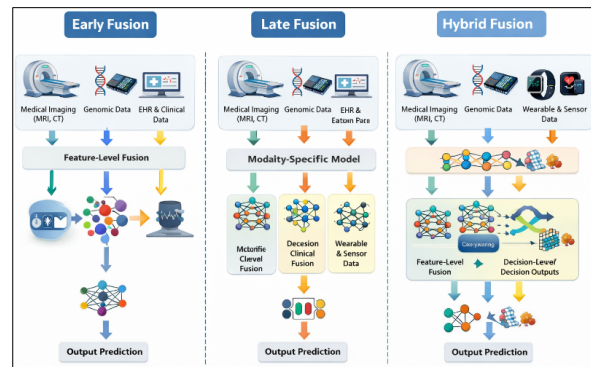 Early Fusion
Medical Imaging
(MRI, CT)
Genomic Data
EHR & Clinical
Data
Feature-Level Fusion
Output Prediction
Late Fusion
Medical Imaging
(MRI, CT)
Genomic Data
EHR &
Eatown Pare
Modalty-Specific Model
Mctorific
Clevel
Fusion
Decesion
Clinical
Fusion
Wearable
& Sensor
Data
Output Prediction
Hybrid Fusion
Medical Imaging
(MRI, CT)
Genomic Data
Wearable & Sensor
Data
Feature-Level
Fusion
Decision-Level/
Decision Outputs
Output Prediction